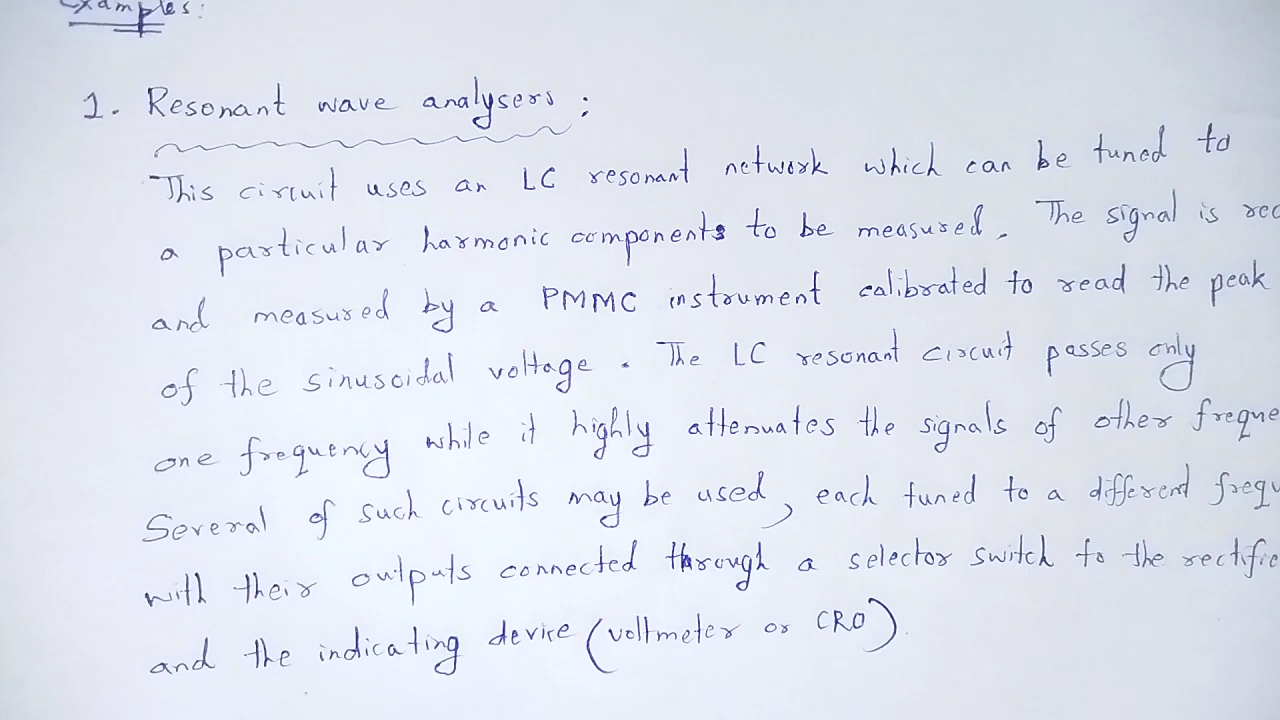 Examples:
1. Resonant wave analysers :
This circuit uses an LC resonant network which can be tuned to
a particular harmonic components to be measured. The signal is rec
and measured by a PMMC instrument calibrated to read the peak
of the sinusoidal voltage. The LC resonant circuit passes only
one frequency while it highly attenuates the signals of other freque
Several of such circuits may be used, each tuned to a different frequ
with their outputs connected through a selector switch to the rectifie
and the indicating device (voltmeter or CRO).